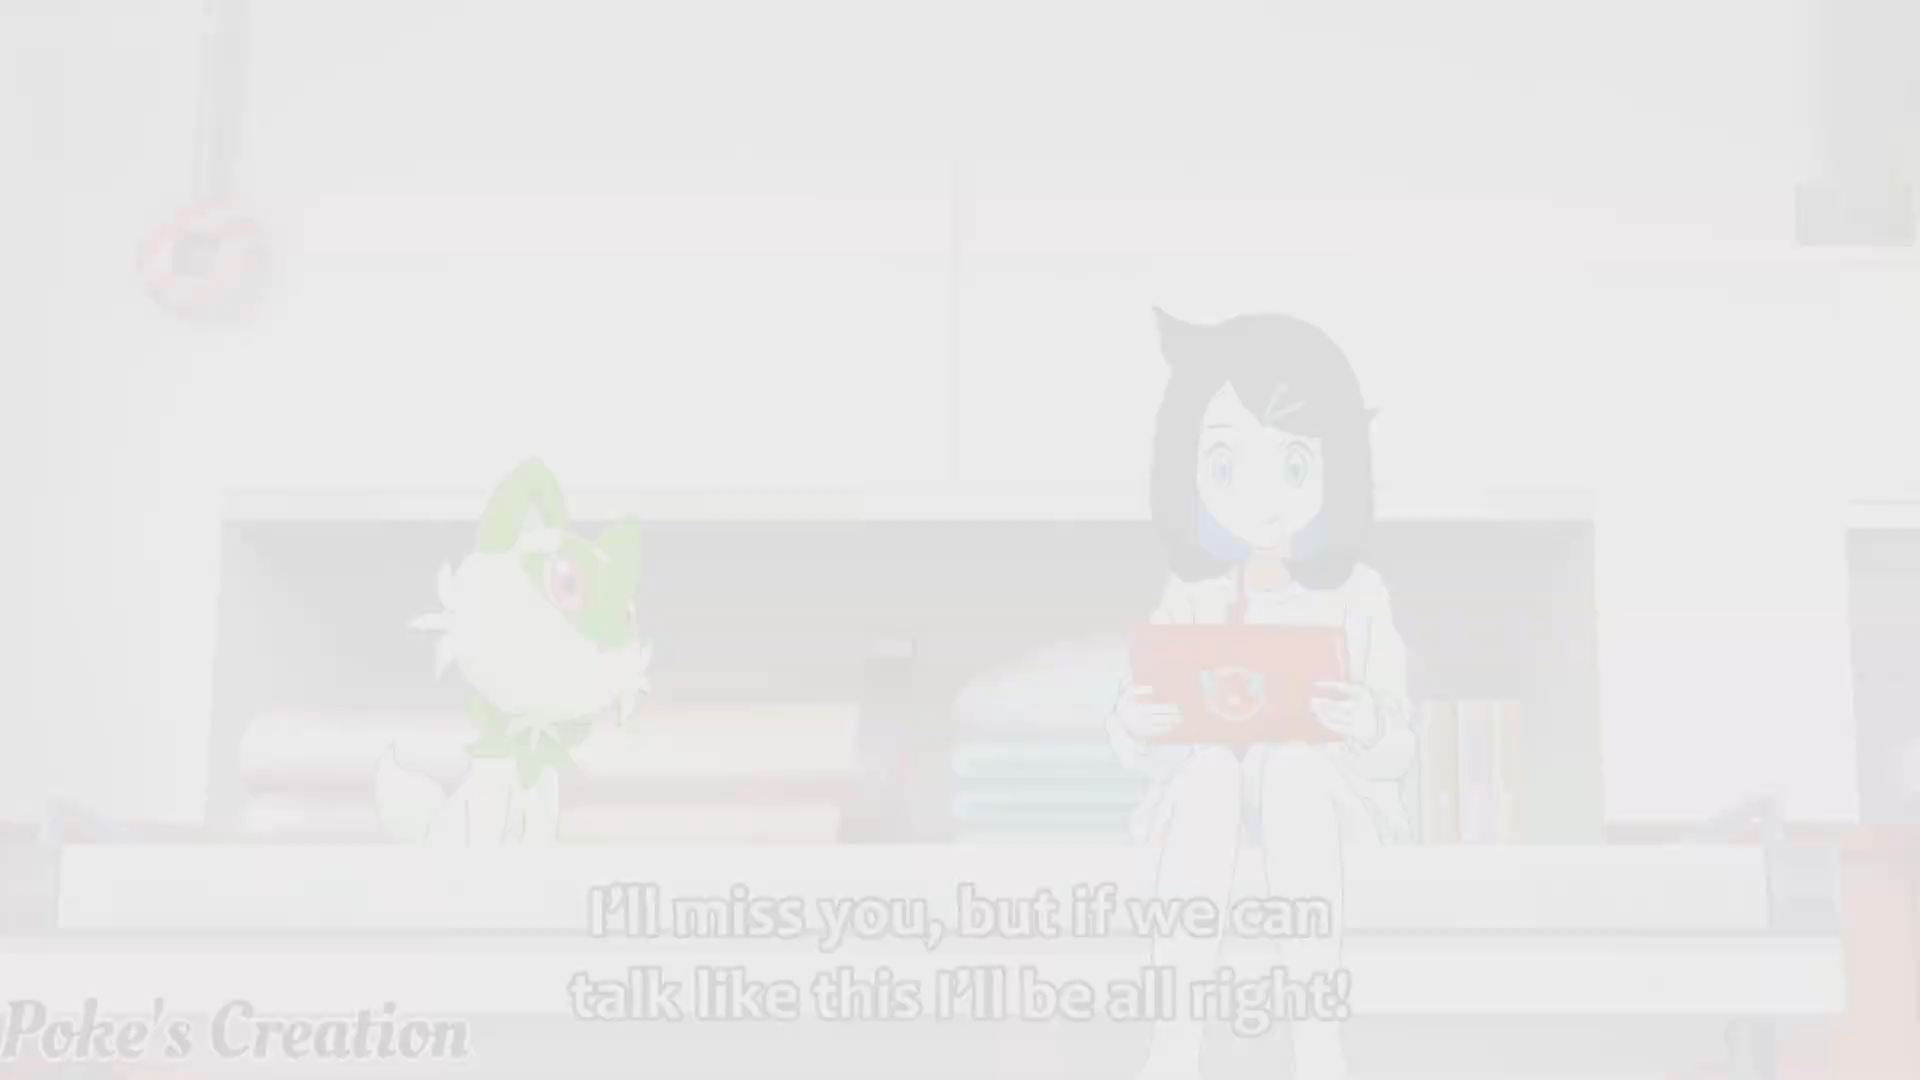 I'll miss you, but if we can
talk like this I'll be all right!
Poke's Creation